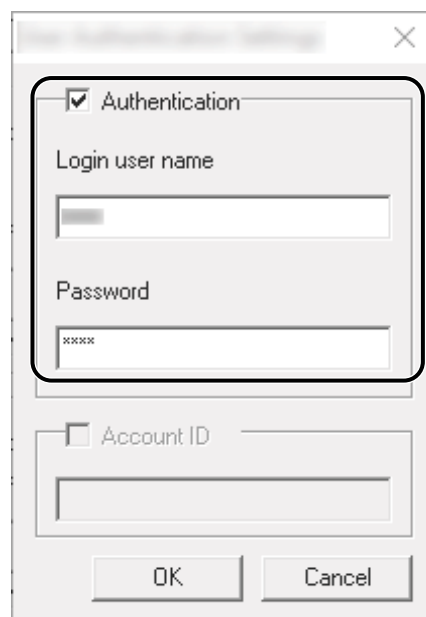 Authentication
Login user name
Password
××××
Account ID
OK
Cancel